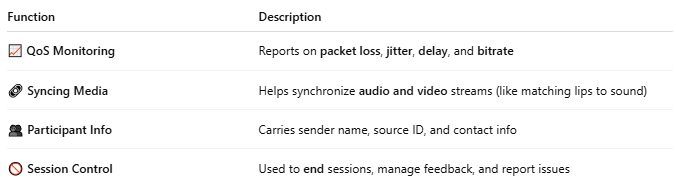 Function Description
📈 QoS Monitoring Reports on packet loss, jitter, delay, and bitrate
🔗 Syncing Media Helps synchronize audio and video streams (like matching lips to sound)
👥 Participant Info Carries sender name, source ID, and contact info
🚫 Session Control Used to end sessions, manage feedback, and report issues